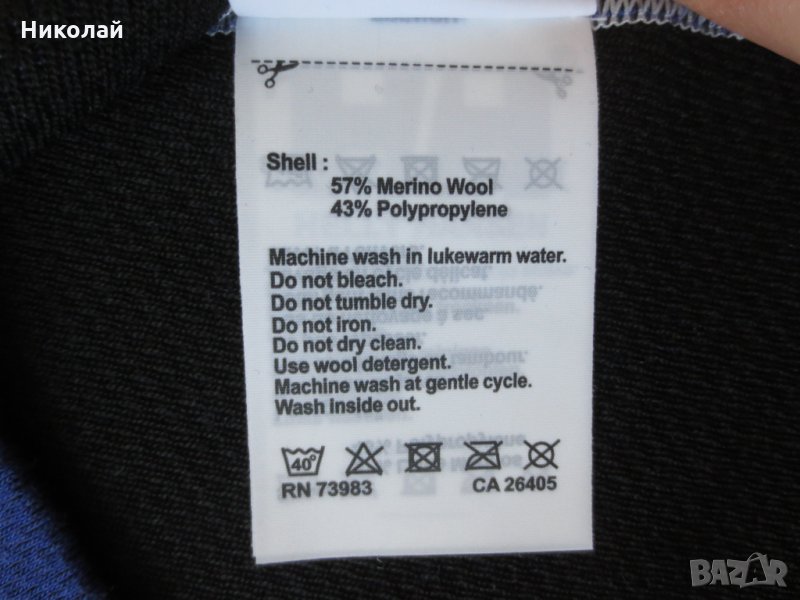 Николай
Shell :
57% Merino Wool
43% Polypropylene
Machine wash in lukewarm water.
Do not bleach.
Do not tumble dry.
Do not iron.
Do not dry clean.
Use wool detergent.
Machine wash at gentle cycle.
Wash inside out.
40°
RN 73983 CA 26405
BAZAR